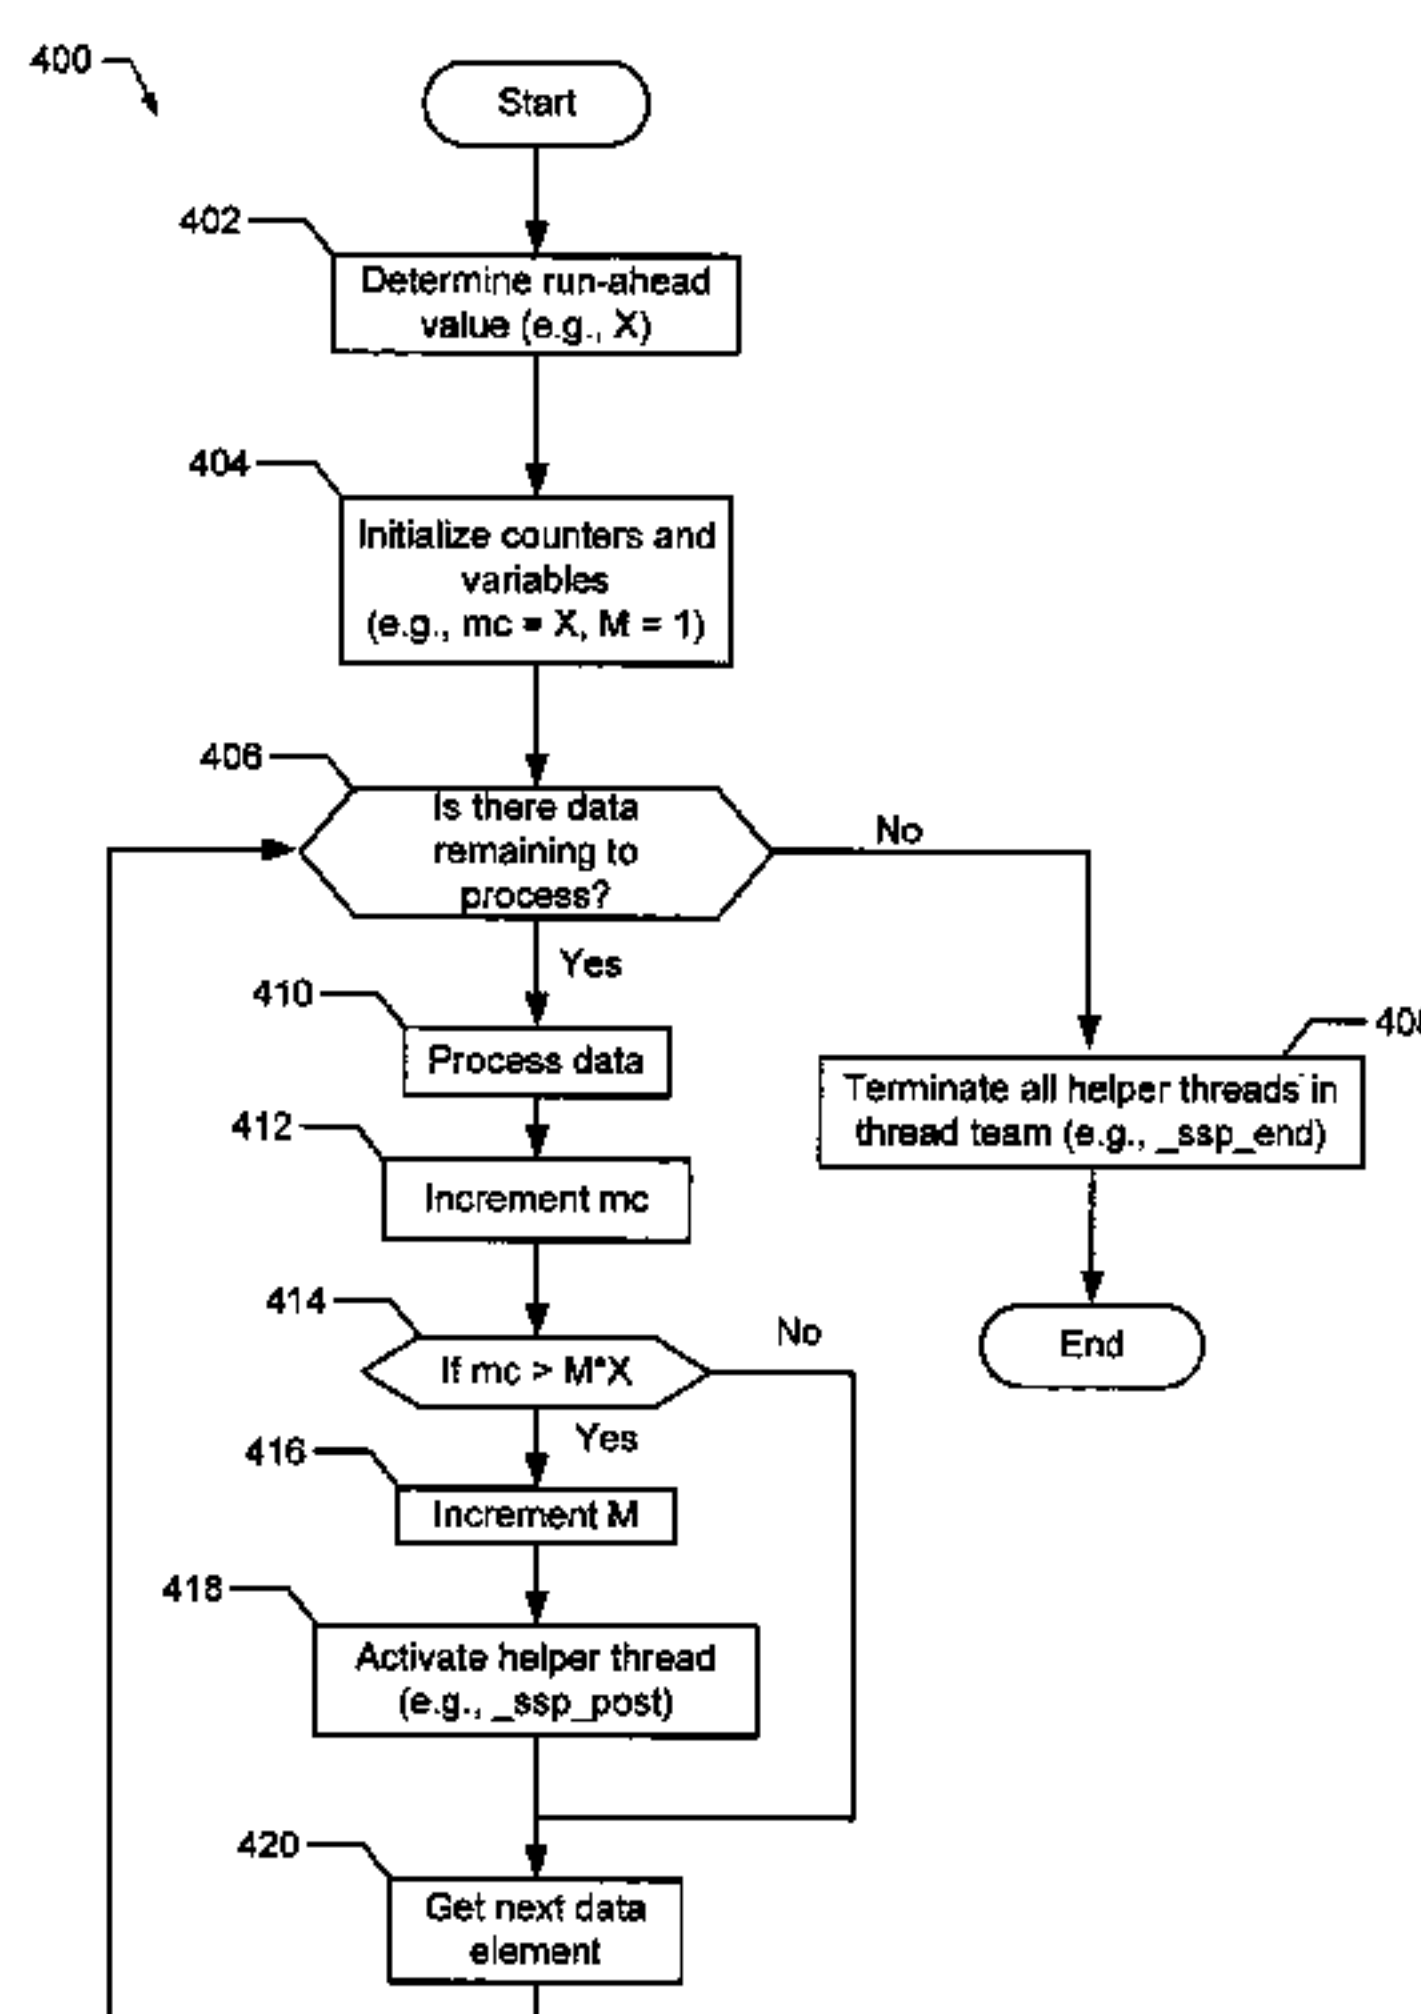 400
Start
402
Determine run-ahead
value (e.g., X)
404
Initialize counters and
variables
(e.g., mc = X, M = 1)
406
Is there data
remaining to
process?
No
Yes
410
Process data
408
Terminate all helper threads in
thread team (e.g., _ssp_end)
412
Increment mc
414
If mc > M*X
No
End
Yes
416
Increment M
418
Activate helper thread
(e.g., _ssp_post)
420
Get next data
element